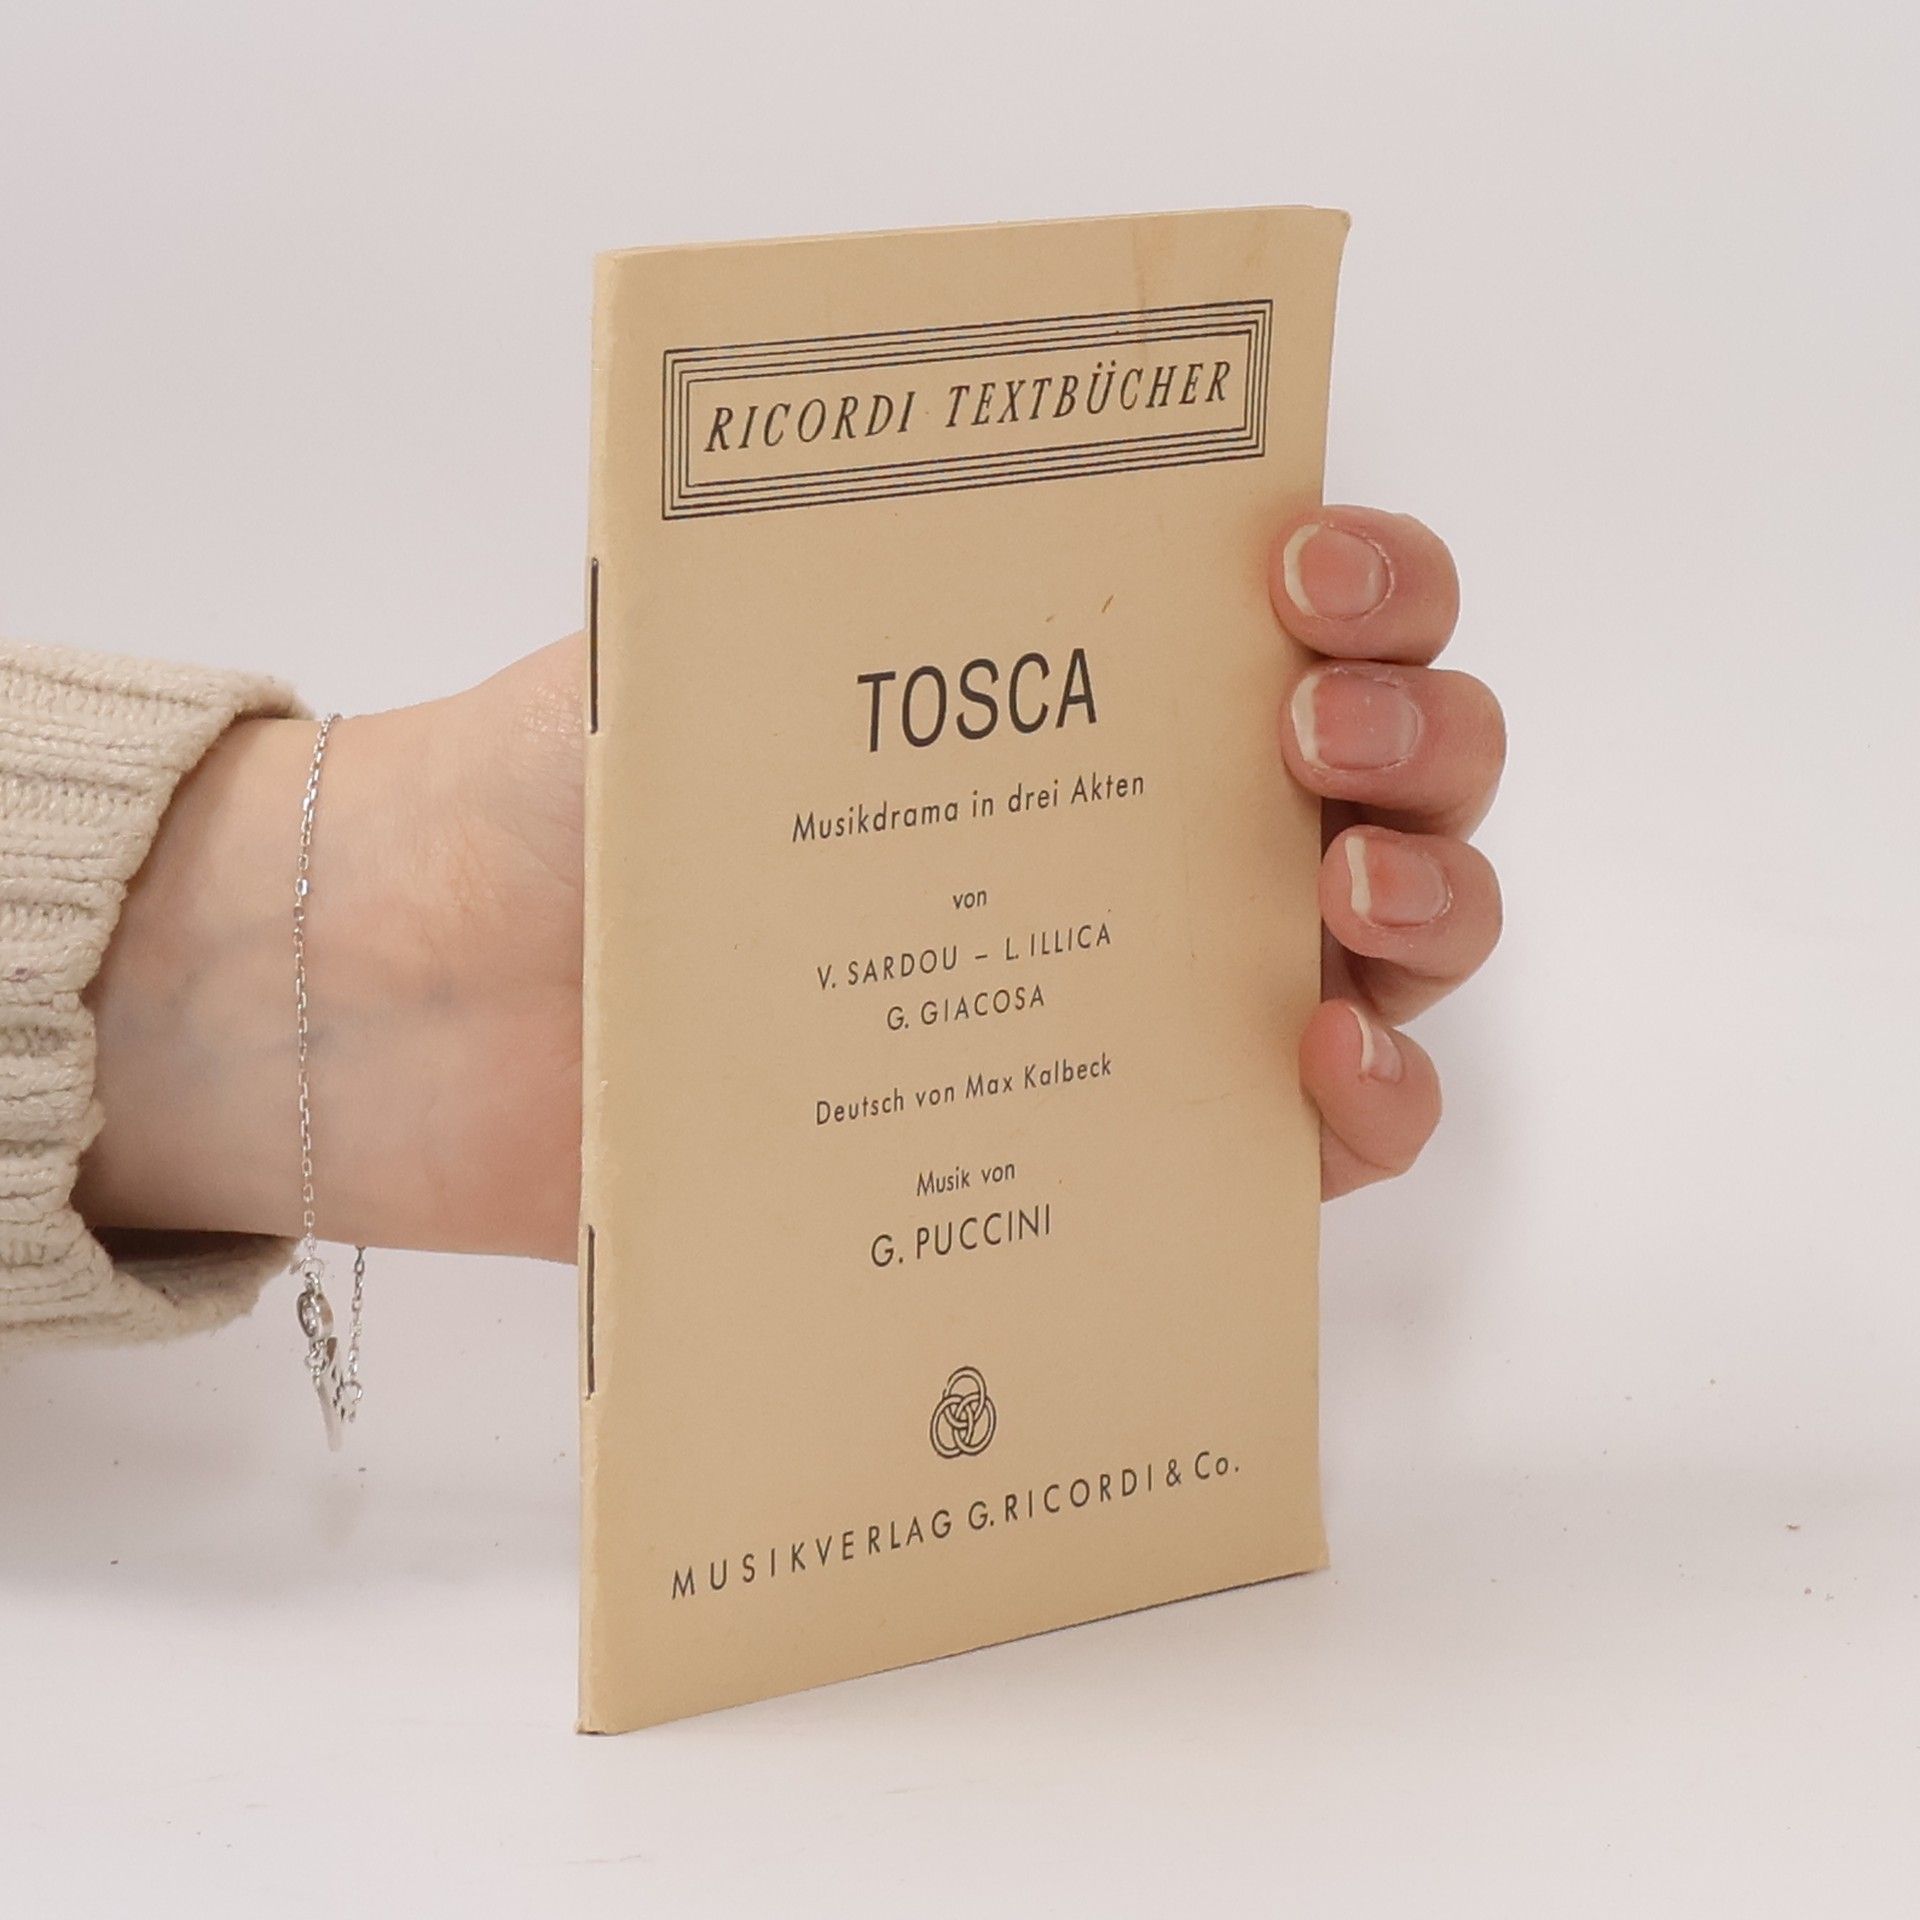 RICORDI TEXTBÜCHER
TOSCA
Musikdrama in drei Akten
von
V. SARDOU – L. ILLICA
G. GIACOSA
Deutsch von Max Kalbeck
Musik von
G. PUCCINI
MUSIKVERLAG G. RICORDI & Co.